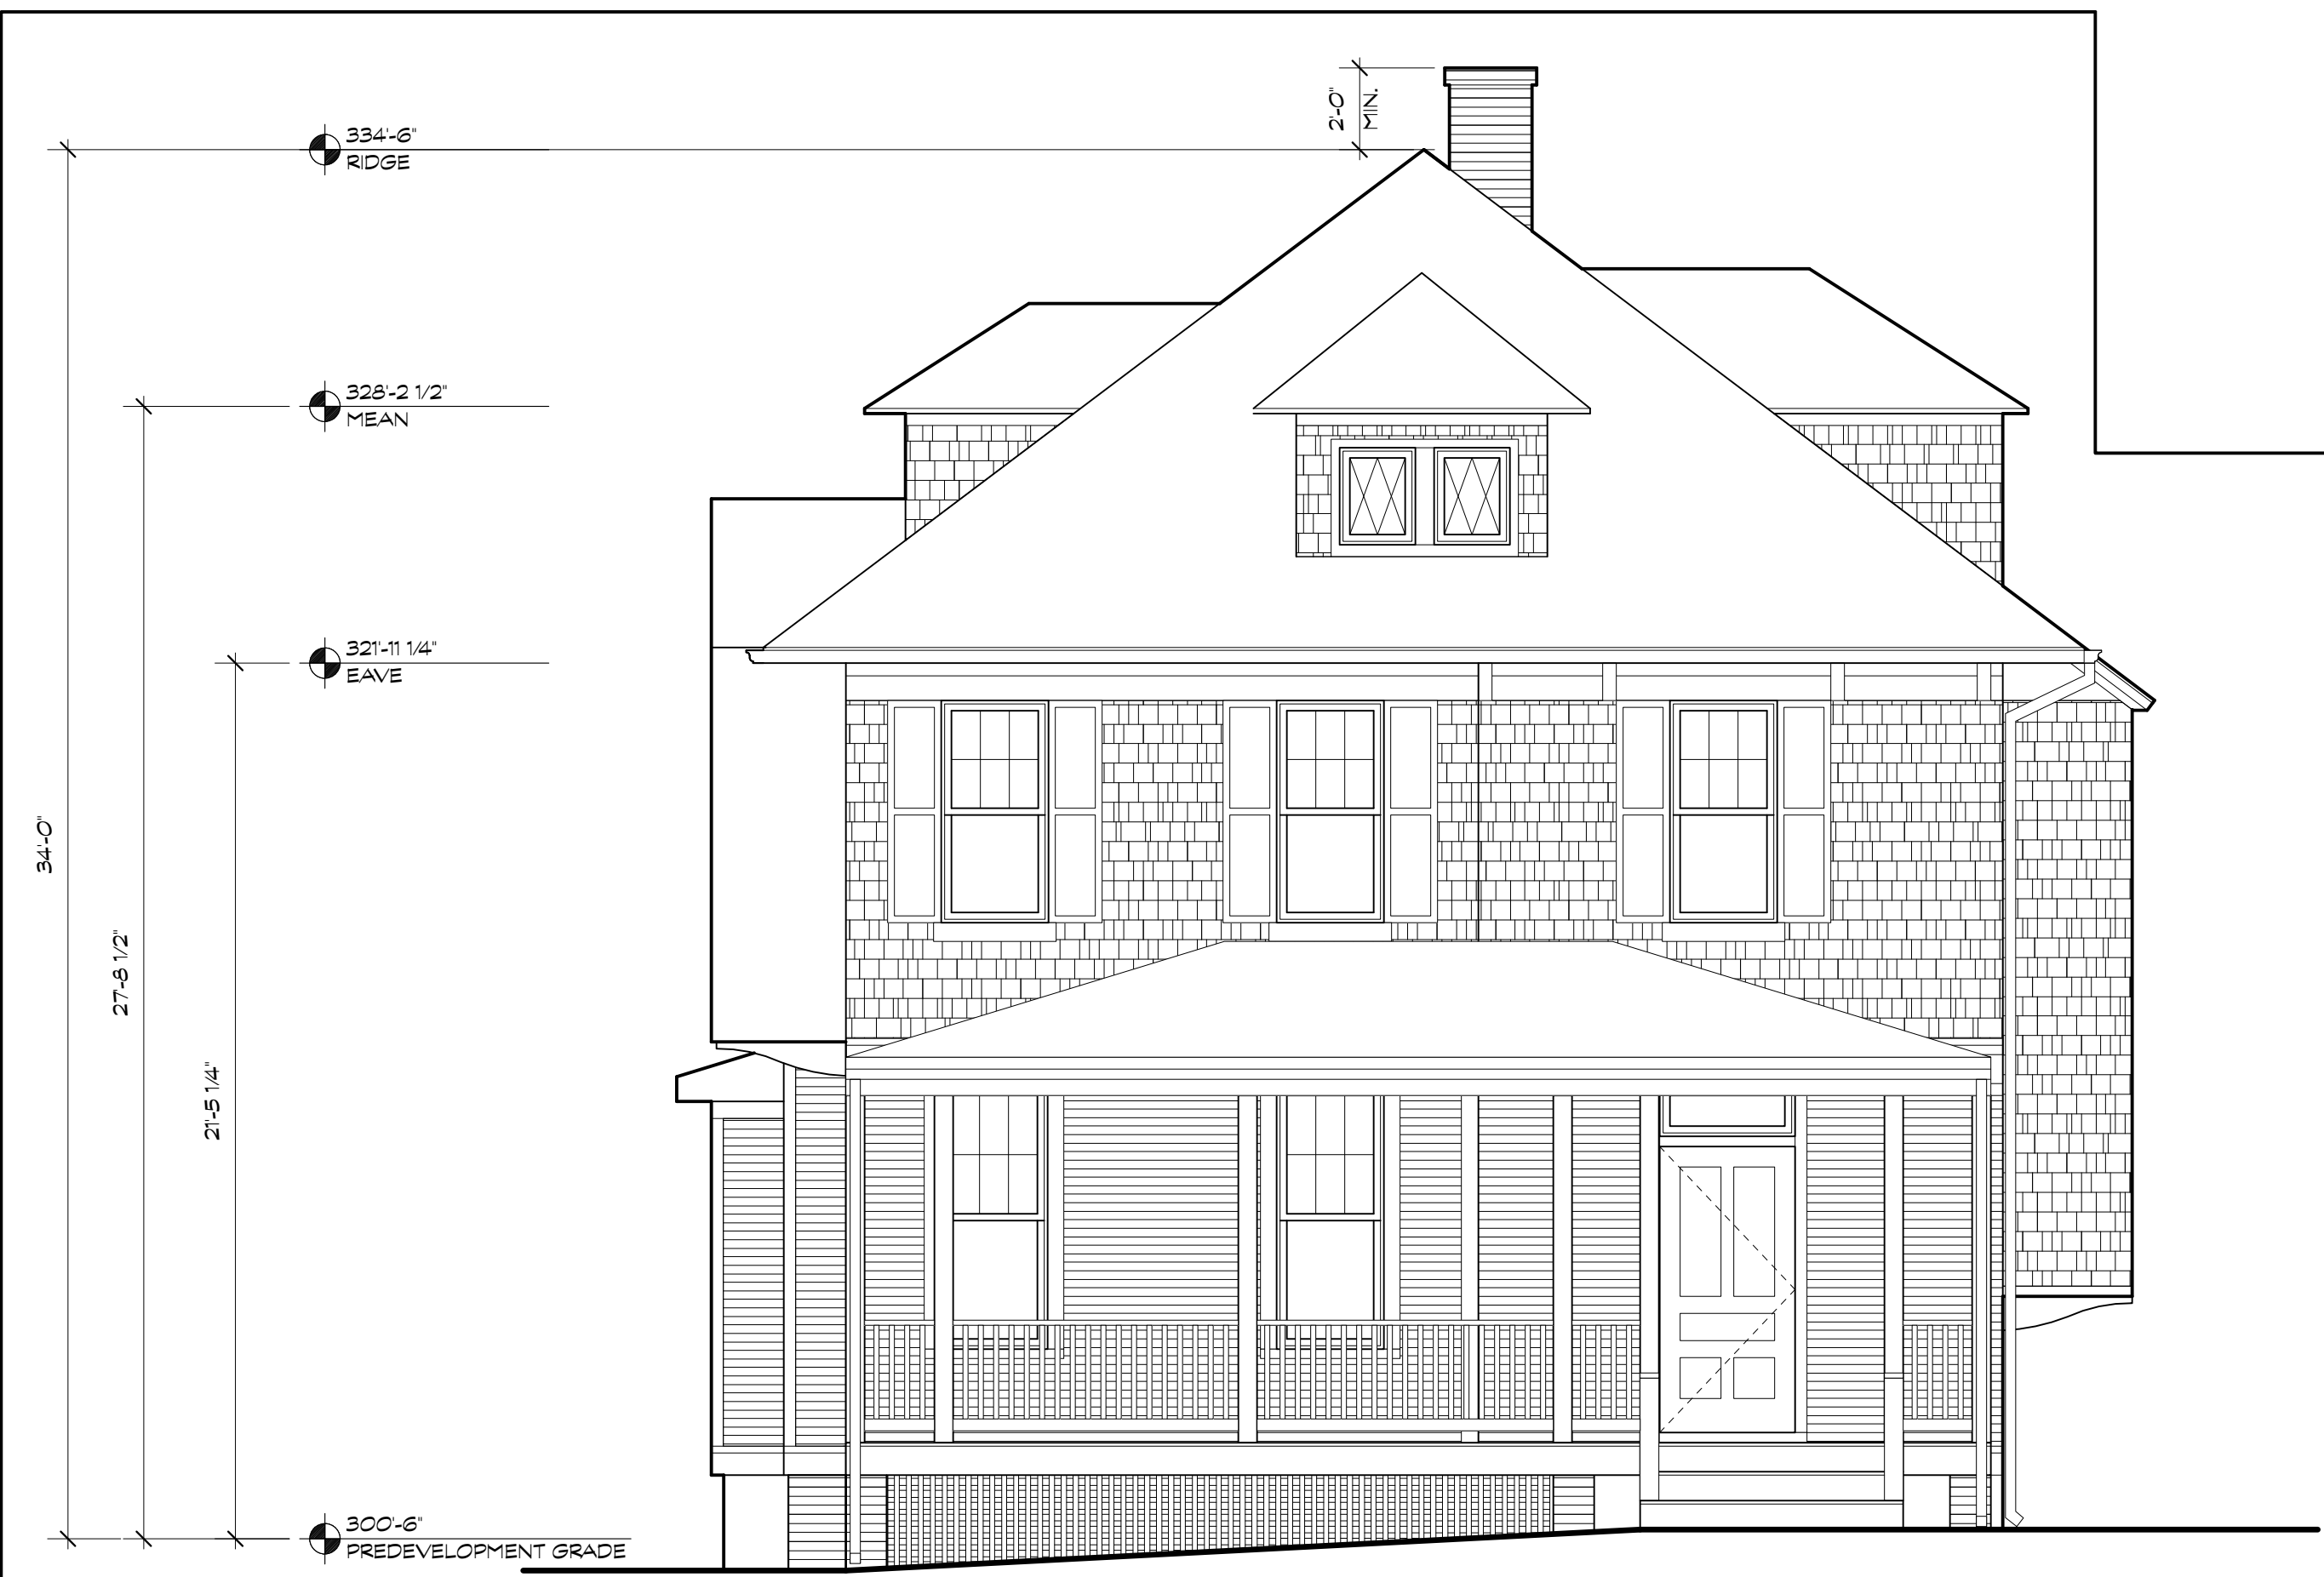 2'-0"
MIN.
334'-6"
RIDGE
328'-2 1/2"
MEAN
321'-11 1/4"
EAVE
34'-0"
27'-8 1/2"
21'-5 1/4"
300'-6"
PREDEVELOPMENT GRADE